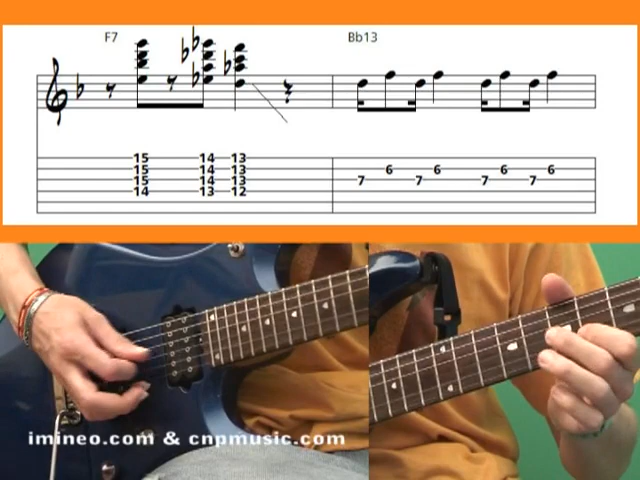 F7 Bb13
15 14 13
15 14 13 6 6 6 6
15 14 13 7 7 7 7
14 13 12
imineo.com & cnpmusic.com